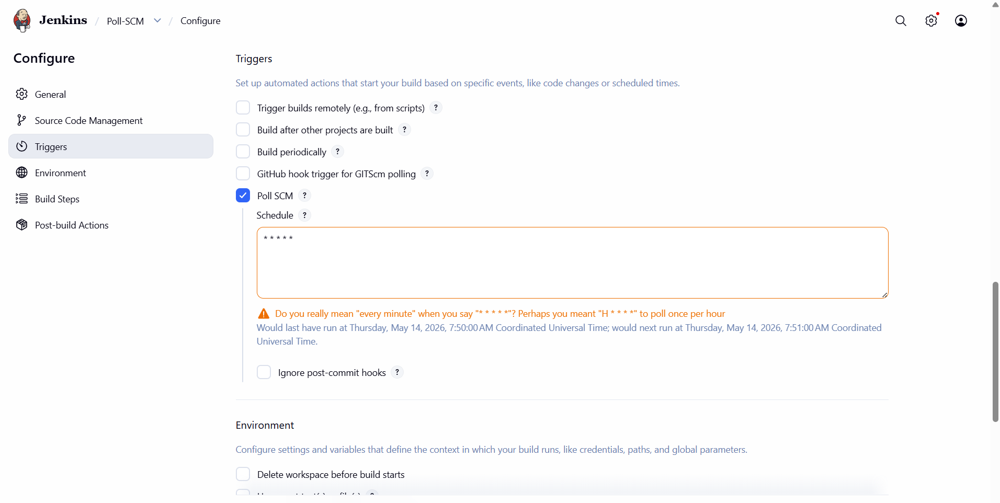 Jenkins / Poll-SCM / Configure
Configure
General
Source Code Management
Triggers
Environment
Build Steps
Post-build Actions
Triggers
Set up automated actions that start your build based on specific events, like code changes or scheduled times.
Trigger builds remotely (e.g., from scripts) ?
Build after other projects are built ?
Build periodically ?
GitHub hook trigger for GITScm polling ?
Poll SCM ?
Schedule ?
* * * * *
Do you really mean "every minute" when you say "* * * * *"? Perhaps you meant "H * * * *" to poll once per hour
Would last have run at Thursday, May 14, 2026, 7:50:00 AM Coordinated Universal Time; would next run at Thursday, May 14, 2026, 7:51:00 AM Coordinated
Universal Time.
Ignore post-commit hooks ?
Environment
Configure settings and variables that define the context in which your build runs, like credentials, paths, and global parameters.
Delete workspace before build starts